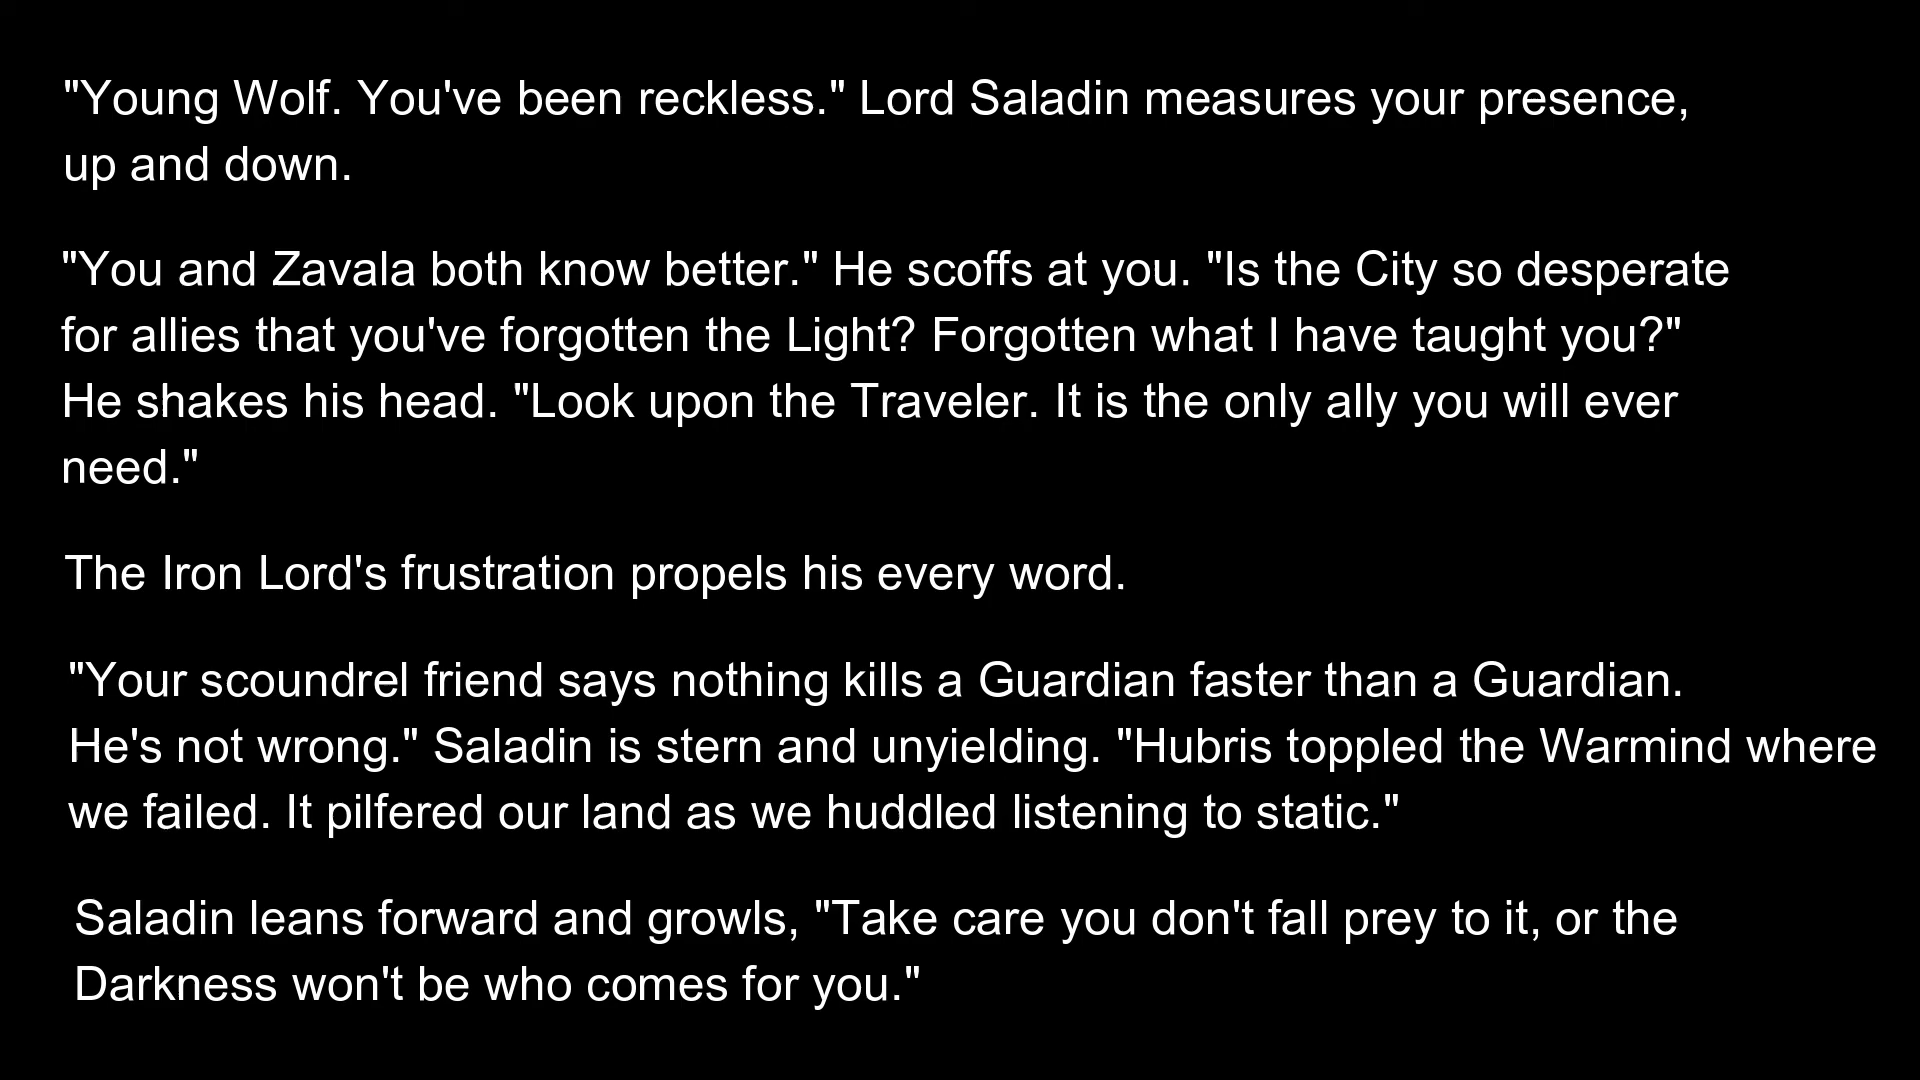 "Young Wolf. You've been reckless." Lord Saladin measures your presence,
up and down.
"You and Zavala both know better." He scoffs at you. "Is the City so desperate
for allies that you've forgotten the Light? Forgotten what I have taught you?"
He shakes his head. "Look upon the Traveler. It is the only ally you will ever
need."
The Iron Lord's frustration propels his every word.
"Your scoundrel friend says nothing kills a Guardian faster than a Guardian.
He's not wrong." Saladin is stern and unyielding. "Hubris toppled the Warmind where
we failed. It pilfered our land as we huddled listening to static."
Saladin leans forward and growls, "Take care you don't fall prey to it, or the
Darkness won't be who comes for you."